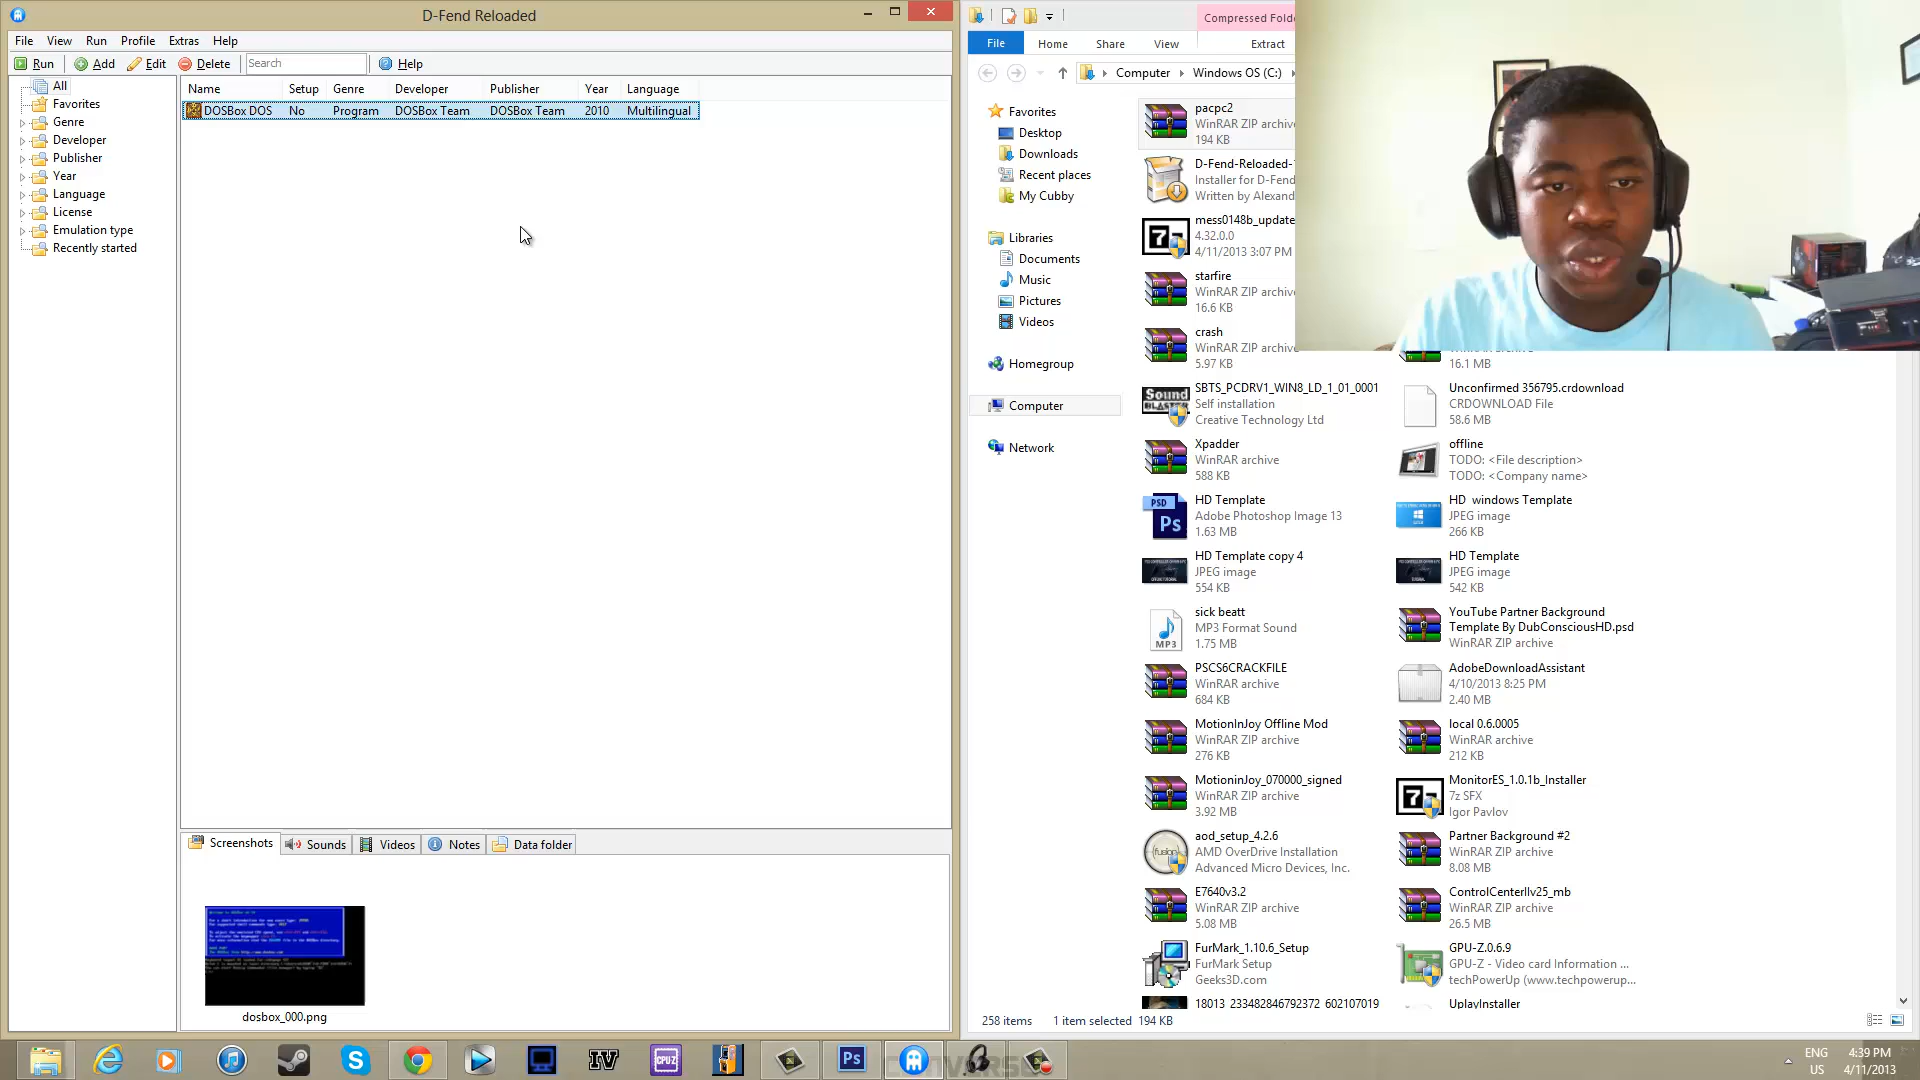 D-Fend Reloaded
File View Run Profile Extras Help
Run Add Edit Delete Search Help
All
Favorites
Genre
Developer
Publisher
Year
Language
License
Emulation type
Recently started
Name Setup Genre Developer Publisher Year Language
DOSBox DOS No Program DOSBox Team DOSBox Team 2010 Multilingual
Screenshots Sounds Videos Notes Data folder
dosbox_000.png
Compressed Folde
File Home Share View Extract
Computer Windows OS (C:)
Favorites
Desktop
Downloads
Recent places
My Cubby
Libraries
Documents
Music
Pictures
Videos
Homegroup
Computer
Network
pacpc2
WinRAR ZIP archive
194 KB
D-Fend-Reloaded-
Installer for D-Fend
Written by Alexand
mess0148b_update
4.32.0.0
4/11/2013 3:07 PM
starfire
WinRAR ZIP archive
16.6 KB
crash
WinRAR ZIP archive
5.97 KB
16.1 MB
SBTS_PCDRV1_WIN8_LD_1_01_0001
Self installation
Creative Technology Ltd
Unconfirmed 356795.crdownload
CRDOWNLOAD File
58.6 MB
Xpadder
WinRAR archive
588 KB
offline
TODO: <File description>
TODO: <Company name>
HD Template
Adobe Photoshop Image 13
1.63 MB
HD windows Template
JPEG image
266 KB
HD Template copy 4
JPEG image
554 KB
HD Template
JPEG image
542 KB
sick beatt
MP3 Format Sound
1.75 MB
YouTube Partner Background
Template By DubConsciousHD.psd
WinRAR ZIP archive
PSCS6CRACKFILE
WinRAR archive
684 KB
AdobeDownloadAssistant
4/10/2013 8:25 PM
2.40 MB
MotionInJoy Offline Mod
WinRAR ZIP archive
276 KB
local 0.6.0005
WinRAR archive
212 KB
MotioninJoy_070000_signed
WinRAR ZIP archive
3.92 MB
MonitorES_1.0.1b_Installer
7z SFX
Igor Pavlov
aod_setup_4.2.6
AMD OverDrive Installation
Advanced Micro Devices, Inc.
Partner Background #2
WinRAR ZIP archive
8.08 MB
E7640v3.2
WinRAR ZIP archive
5.08 MB
ControlCenterIIv25_mb
WinRAR ZIP archive
26.5 MB
FurMark_1.10.6_Setup
FurMark Setup
Geeks3D.com
GPU-Z.0.6.9
GPU-Z - Video card Information ...
techPowerUp (www.techpowerup...
18013_233482846792372_602107019
UplayInstaller
258 items 1 item selected 194 KB
ENG
US
4:39 PM
4/11/2013